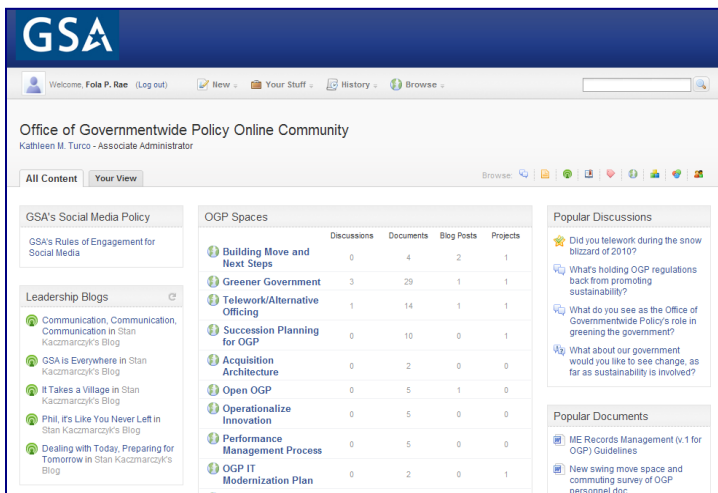 GSA
Welcome, Fola P. Rae (Log out) New Your Stuff History Browse
Office of Governmentwide Policy Online Community
Kathleen M. Turco - Associate Administrator
All Content Your View Browse:
GSA's Social Media Policy
GSA's Rules of Engagement for
Social Media
Leadership Blogs
Communication, Communication,
Communication in Stan
Kaczmarczyk's Blog
GSA is Everywhere in Stan
Kaczmarczyk's Blog
It Takes a Village in Stan
Kaczmarczyk's Blog
Phil, it's Like You Never Left in
Stan Kaczmarczyk's Blog
Dealing with Today, Preparing for
Tomorrow in Stan Kaczmarczyk's
Blog
OGP Spaces
Discussions Documents Blog Posts Projects
Building Move and
Next Steps 0 4 2 1
Greener Government 3 29 1 1
Telework/Alternative
Officing 1 14 1 1
Succession Planning
for OGP 0 10 0 1
Acquisition
Architecture 0 2 0 0
Open OGP 0 5 1 0
Operationalize
Innovation 0 5 0 0
Performance
Management Process 0 5 0 0
OGP IT
Modernization Plan 0 2 0 1
Popular Discussions
Did you telework during the snow
blizzard of 2010?
What's holding OGP regulations
back from promoting
sustainability?
What do you see as the Office of
Governmentwide Policy's role in
greening the government?
What about our government
would you like to see change, as
far as sustainability is involved?
Popular Documents
ME Records Management (v.1 for
OGP) Guidelines
New swing move space and
commuting survey of OGP
personnel.doc